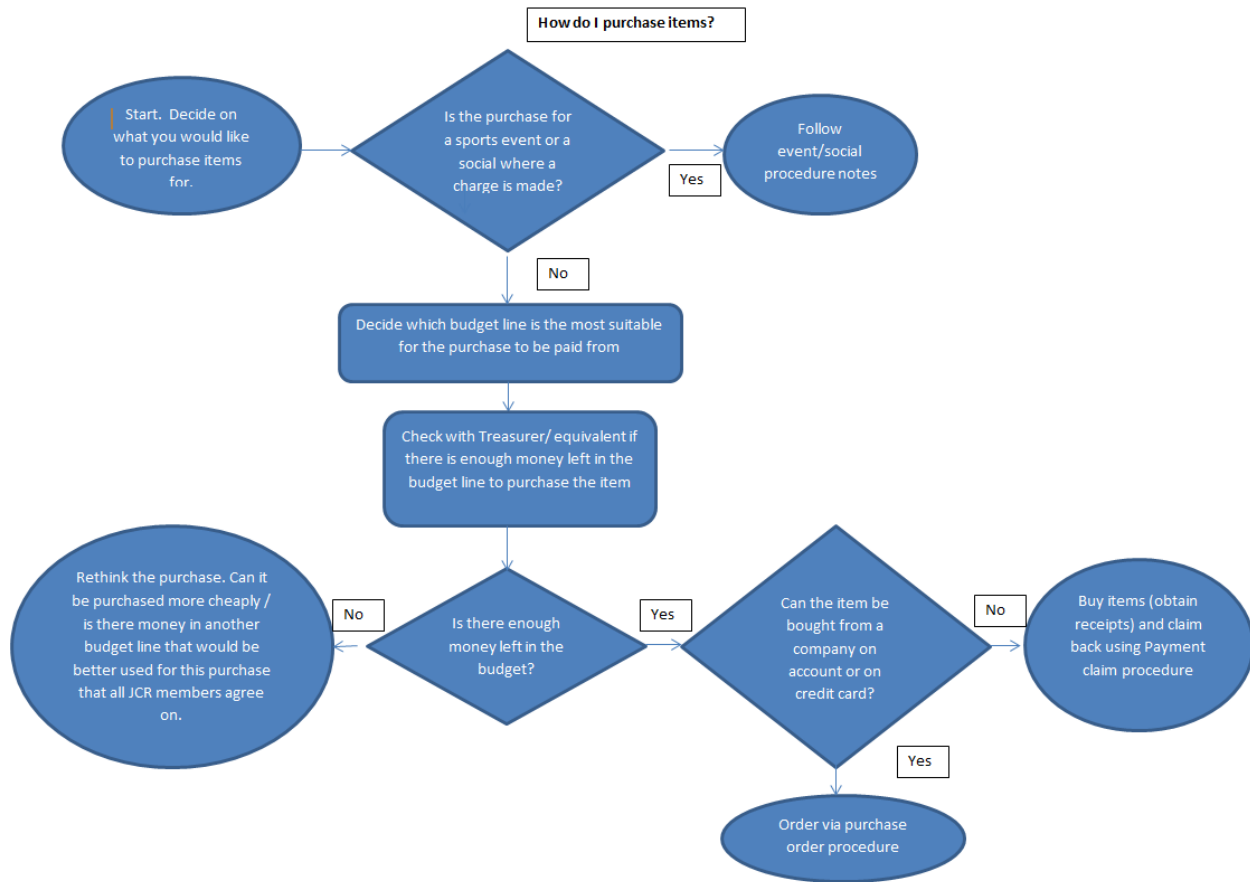 How do I purchase items?
Start. Decide on
what you would like
to purchase items
for.
Is the purchase for
a sports event or a
social where a
charge is made?
Yes
Follow
event/social
procedure notes
No
Decide which budget line is the most suitable
for the purchase to be paid from
Check with Treasurer/ equivalent if
there is enough money left in the
budget line to purchase the item
Is there enough
money left in the
budget?
No
Rethink the purchase. Can it
be purchased more cheaply /
is there money in another
budget line that would be
better used for this purchase
that all JCR members agree
on.
Yes
Can the item be
bought from a
company on
account or on
credit card?
No
Buy items (obtain
receipts) and claim
back using Payment
claim procedure
Yes
Order via purchase
order procedure